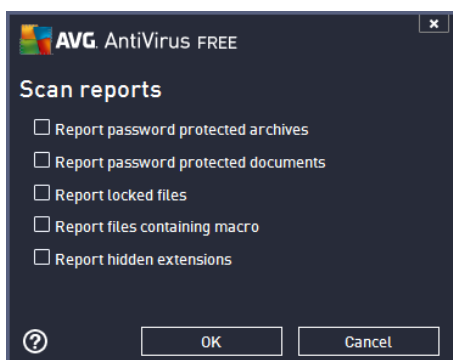 AVG. AntiVirus FREE
Scan reports
Report password protected archives
Report password protected documents
Report locked files
Report files containing macro
Report hidden extensions
? OK Cancel